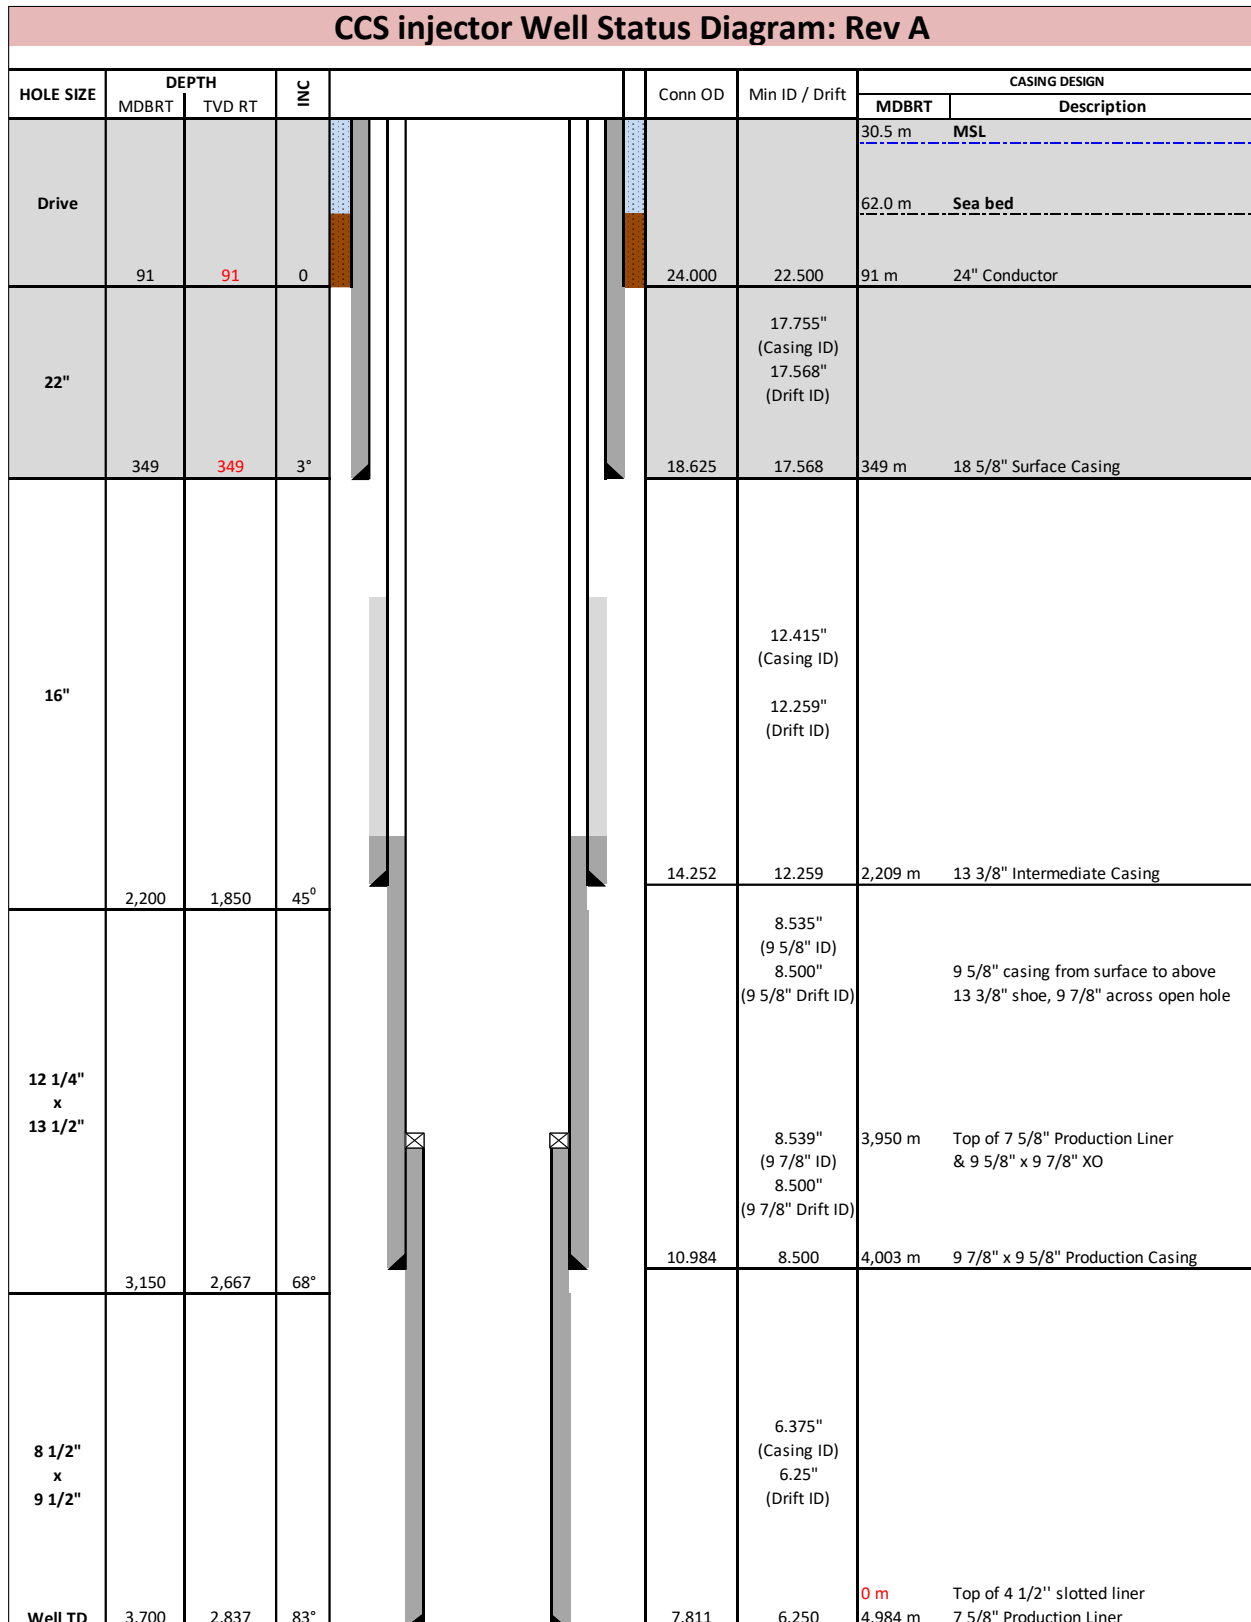 CCS injector Well Status Diagram: Rev A
HOLE SIZE
DEPTH
MDBRT
TVD RT
INC
Conn OD
Min ID / Drift
CASING DESIGN
MDBRT
Description
30.5 m MSL
Drive
62.0 m Sea bed
91 91 0 24.000 22.500 91 m 24" Conductor
17.755"
(Casing ID)
22"
17.568"
(Drift ID)
349 349 3° 18.625 17.568 349 m 18 5/8" Surface Casing
12.415"
(Casing ID)
16"
12.259"
(Drift ID)
14.252 12.259 2,209 m 13 3/8" Intermediate Casing
2,200 1,850 45⁰
8.535"
(9 5/8" ID)
8.500" 9 5/8" casing from surface to above
(9 5/8" Drift ID) 13 3/8" shoe, 9 7/8" across open hole
12 1/4"
x
13 1/2"
8.539" 3,950 m Top of 7 5/8" Production Liner
(9 7/8" ID) & 9 5/8" x 9 7/8" XO
8.500"
(9 7/8" Drift ID)
10.984 8.500 4,003 m 9 7/8" x 9 5/8" Production Casing
3,150 2,667 68°
6.375"
8 1/2" (Casing ID)
x 6.25"
9 1/2" (Drift ID)
0 m Top of 4 1/2'' slotted liner
Well TD 3,700 2,837 83° 7.811 6.250 4,984 m 7 5/8" Production Liner